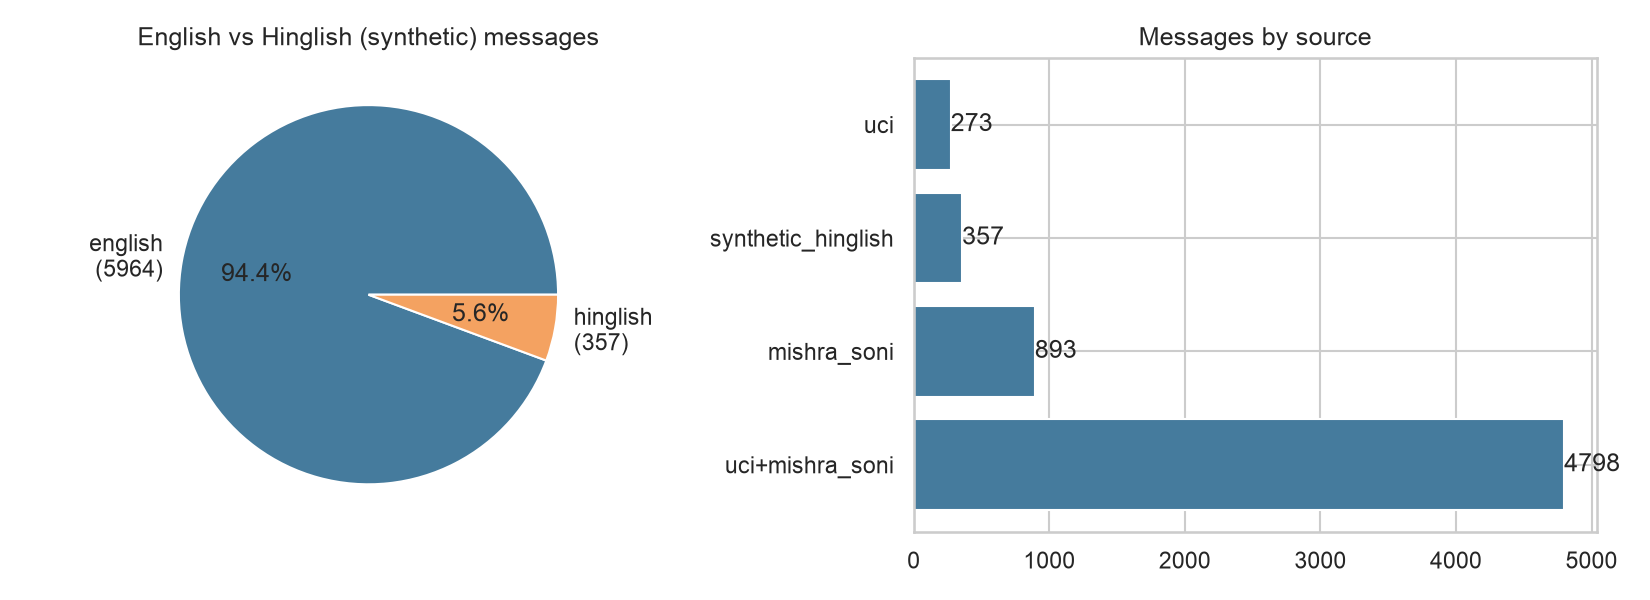 English vs Hinglish (synthetic) messages
english
(5964)
94.4%
5.6%
hinglish
(357)
Messages by source
uci
273
synthetic_hinglish
357
mishra_soni
893
uci+mishra_soni
4798
0 1000 2000 3000 4000 5000